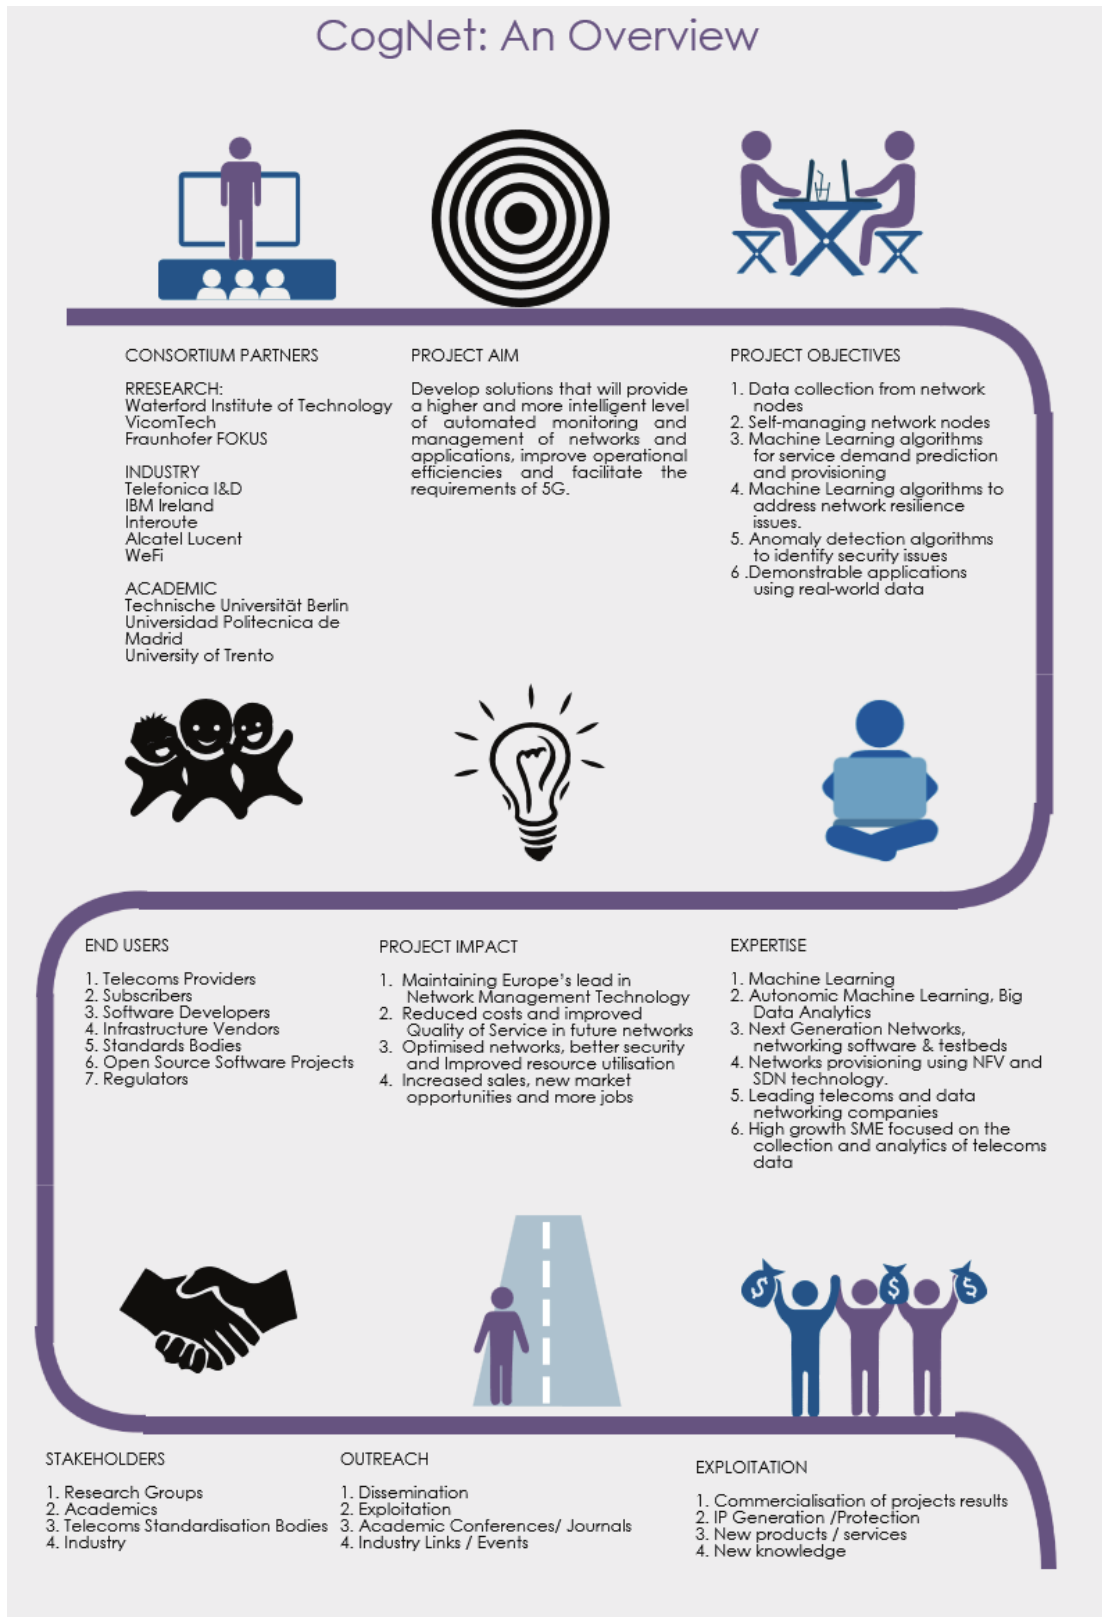 CogNet: An Overview
CONSORTIUM PARTNERS
RRESEARCH:
Waterford Institute of Technology
VicomTech
Fraunhofer FOKUS
INDUSTRY
Telefonica I&D
IBM Ireland
Interoute
Alcatel Lucent
WeFi
ACADEMIC
Technische Universität Berlin
Universidad Politecnica de
Madrid
University of Trento
PROJECT AIM
Develop solutions that will provide
a higher and more intelligent level
of automated monitoring and
management of networks and
applications, improve operational
efficiencies and facilitate the
requirements of 5G.
PROJECT OBJECTIVES
1. Data collection from network
nodes
2. Self-managing network nodes
3. Machine Learning algorithms
for service demand prediction
and provisioning
4. Machine Learning algorithms to
address network resilience
issues.
5. Anomaly detection algorithms
to identify security issues
6 .Demonstrable applications
using real-world data
END USERS
1. Telecoms Providers
2. Subscribers
3. Software Developers
4. Infrastructure Vendors
5. Standards Bodies
6. Open Source Software Projects
7. Regulators
PROJECT IMPACT
1. Maintaining Europe's lead in
Network Management Technology
2. Reduced costs and improved
Quality of Service in future networks
3. Optimised networks, better security
and Improved resource utilisation
4. Increased sales, new market
opportunities and more jobs
EXPERTISE
1. Machine Learning
2. Autonomic Machine Learning, Big
Data Analytics
3. Next Generation Networks,
networking software & testbeds
4. Networks provisioning using NFV and
SDN technology.
5. Leading telecoms and data
networking companies
6. High growth SME focused on the
collection and analytics of telecoms
data
$ $ $
STAKEHOLDERS
1. Research Groups
2. Academics
3. Telecoms Standardisation Bodies
4. Industry
OUTREACH
1. Dissemination
2. Exploitation
3. Academic Conferences/ Journals
4. Industry Links / Events
EXPLOITATION
1. Commercialisation of projects results
2. IP Generation /Protection
3. New products / services
4. New knowledge